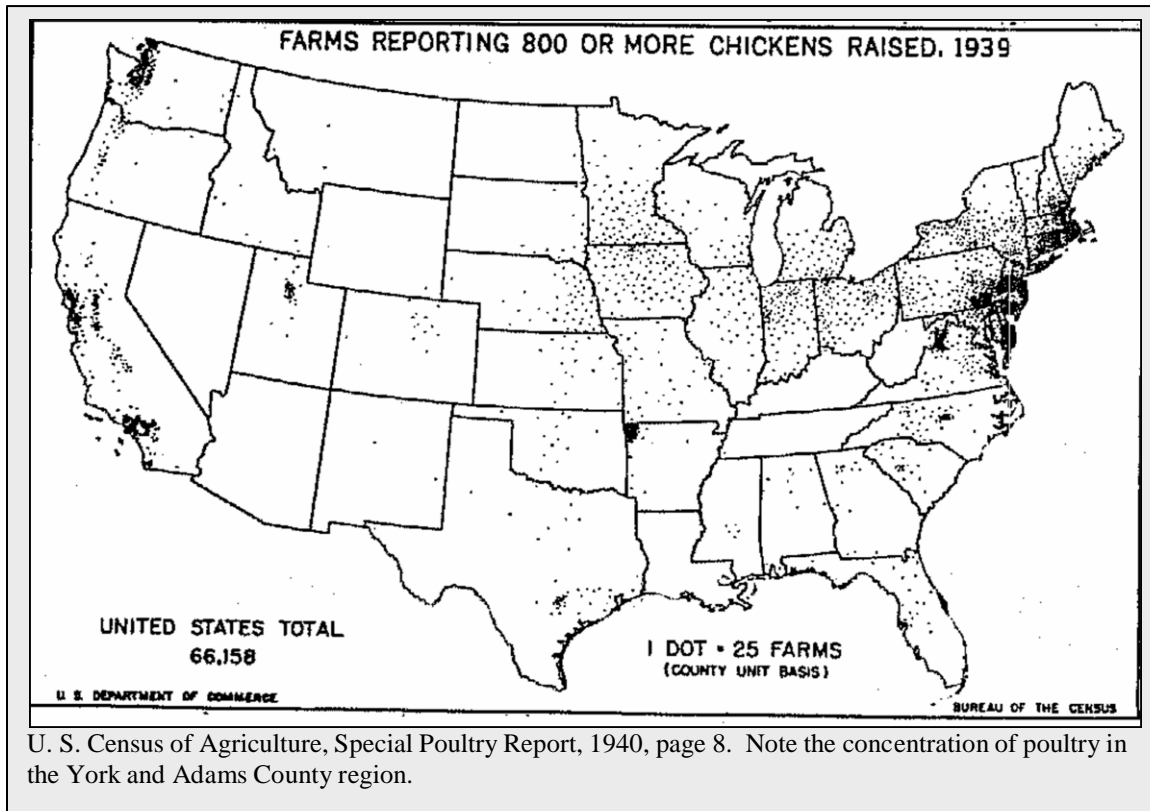 FARMS REPORTING 800 OR MORE CHICKENS RAISED, 1939
UNITED STATES TOTAL
66,158
1 DOT = 25 FARMS
(COUNTY UNIT BASIS)
U. S. DEPARTMENT OF COMMERCE
BUREAU OF THE CENSUS
U. S. Census of Agriculture, Special Poultry Report, 1940, page 8.  Note the concentration of poultry in
the York and Adams County region.